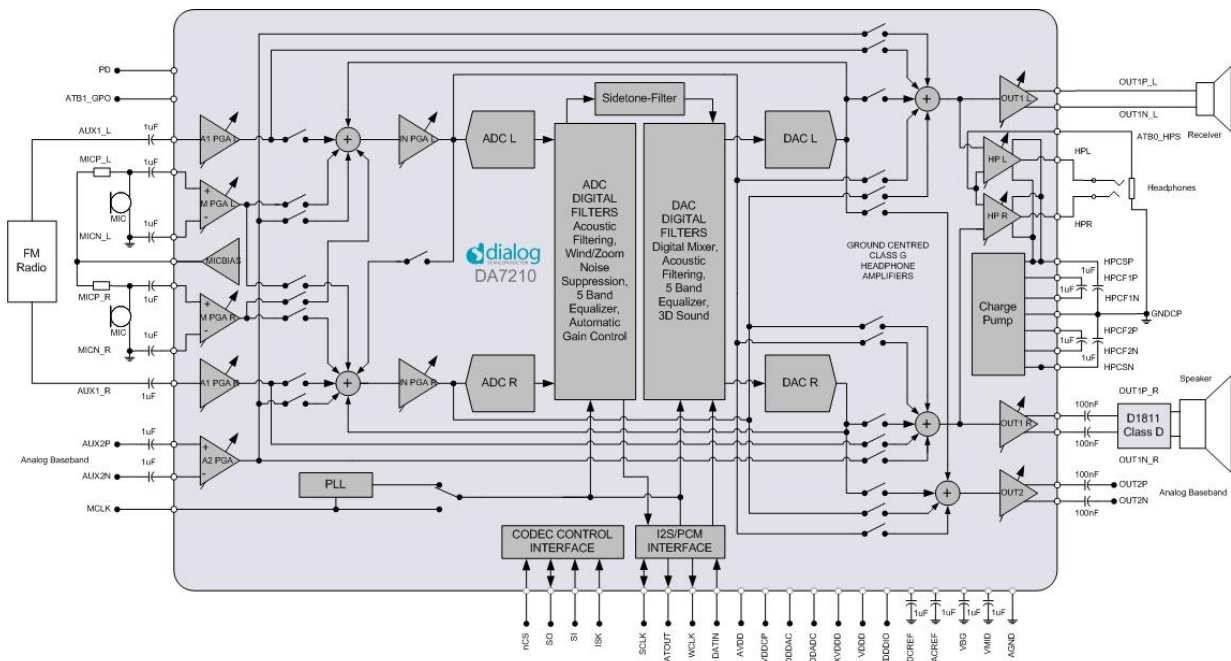 PD
ATB1_GPO
AUX1_L
1uF
MICP_L
1uF
MIC
MICN_L
1uF
FM
Radio
MICP_R
1uF
MIC
MICN_R
1uF
AUX1_R
1uF
AUX2P
1uF
Analog Baseband
AUX2N
1uF
MCLK
A1 PGA L
+
M PGA L
-
MICBIAS
+
M PGA R
-
A1 PGA R
+
A2 PGA
-
+
+
IN PGA L
IN PGA R
ADC L
ADC R
PLL
dialog
SEMICONDUCTOR
DA7210
Sidetone-Filter
ADC
DIGITAL
FILTERS
Acoustic
Filtering,
Wind/Zoom
Noise
Suppression,
5 Band
Equalizer,
Automatic
Gain Control
DAC
DIGITAL
FILTERS
Digital Mixer,
Acoustic
Filtering, 5
Band
Equalizer,
3D Sound
DAC L
DAC R
GROUND CENTRED
CLASS G
HEADPHONE
AMPLIFIERS
+
+
+
OUT1 L
HP L
HP R
Charge
Pump
OUT1 R
OUT2
CODEC CONTROL
INTERFACE
I2S/PCM
INTERFACE
OUT1P_L
OUT1N_L
Receiver
ATB0_HPS
HPL
Headphones
HPR
HPCSP
1uF
HPCF1P
1uF
HPCF1N
GNDCP
HPCF2P
1uF
1uF
HPCF2N
HPCSN
Speaker
OUT1P_R
100nF
D1811
Class D
100nF
OUT1N_R
100nF
OUT2P
Analog Baseband
OUT2N
100nF
nCS
SO
SI
ISK
SCLK
WCLK
DATIN
AVDD
VDDD
1uF
1uF
VBG
1uF
VMID
1uF
AGND